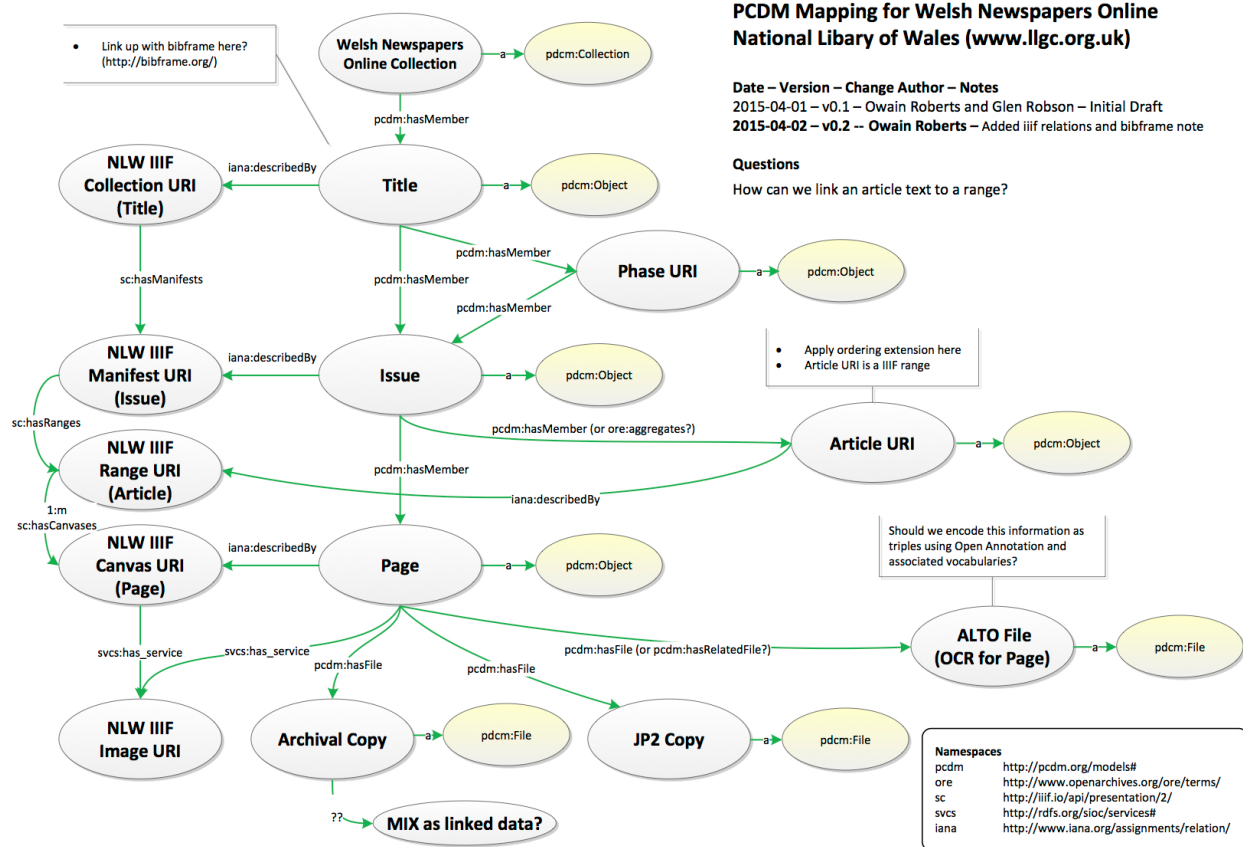 PCDM Mapping for Welsh Newspapers Online
National Libary of Wales (www.llgc.org.uk)
Date – Version – Change Author – Notes
2015-04-01 – v0.1 – Owain Roberts and Glen Robson – Initial Draft
2015-04-02 – v0.2 -- Owain Roberts – Added iiif relations and bibframe note
Questions
How can we link an article text to a range?
• Link up with bibframe here?
(http://bibframe.org/)
Welsh Newspapers
Online Collection
a
pdcm:Collection
pcdm:hasMember
NLW IIIF
Collection URI
(Title)
iana:describedBy
Title
a
pdcm:Object
pcdm:hasMember
pcdm:hasMember
Phase URI
a
pdcm:Object
sc:hasManifests
pcdm:hasMember
NLW IIIF
Manifest URI
(Issue)
iana:describedBy
Issue
a
pdcm:Object
• Apply ordering extension here
• Article URI is a IIIF range
sc:hasRanges
pcdm:hasMember (or ore:aggregates?)
Article URI
a
pdcm:Object
NLW IIIF
Range URI
(Article)
pcdm:hasMember
iana:describedBy
1:m
sc:hasCanvases
NLW IIIF
Canvas URI
(Page)
iana:describedBy
Page
a
pdcm:Object
Should we encode this information as
triples using Open Annotation and
associated vocabularies?
svcs:has_service
svcs:has_service
pcdm:hasFile
pcdm:hasFile
pcdm:hasFile (or pcdm:hasRelatedFile?)
ALTO File
(OCR for Page)
a
pcdm:File
NLW IIIF
Image URI
Archival Copy
a
pcdm:File
JP2 Copy
a
pcdm:File
??
MIX as linked data?
Namespaces
pcdm http://pcdm.org/models#
ore http://www.openarchives.org/ore/terms/
sc http://iiif.io/api/presentation/2/
svcs http://rdfs.org/sioc/services#
iana http://www.iana.org/assignments/relation/